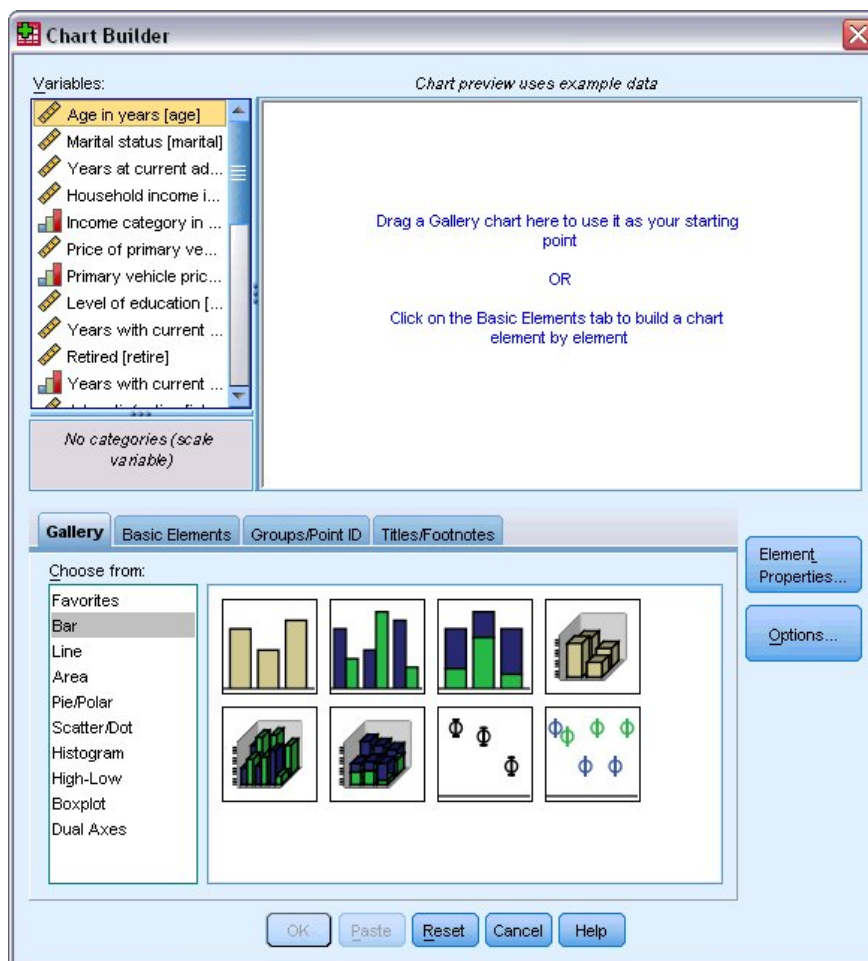 Chart Builder
Variables:
Chart preview uses example data
Age in years [age]
Marital status [marital]
Years at current ad...
Household income i...
Income category in ...
Price of primary ve...
Primary vehicle pric...
Level of education [...
Years with current ...
Retired [retire]
Years with current ...
Drag a Gallery chart here to use it as your starting
point
OR
Click on the Basic Elements tab to build a chart
element by element
No categories (scale
variable)
Gallery
Basic Elements
Groups/Point ID
Titles/Footnotes
Choose from:
Favorites
Bar
Line
Area
Pie/Polar
Scatter/Dot
Histogram
High-Low
Boxplot
Dual Axes
Element
Properties...
Options...
OK
Paste
Reset
Cancel
Help